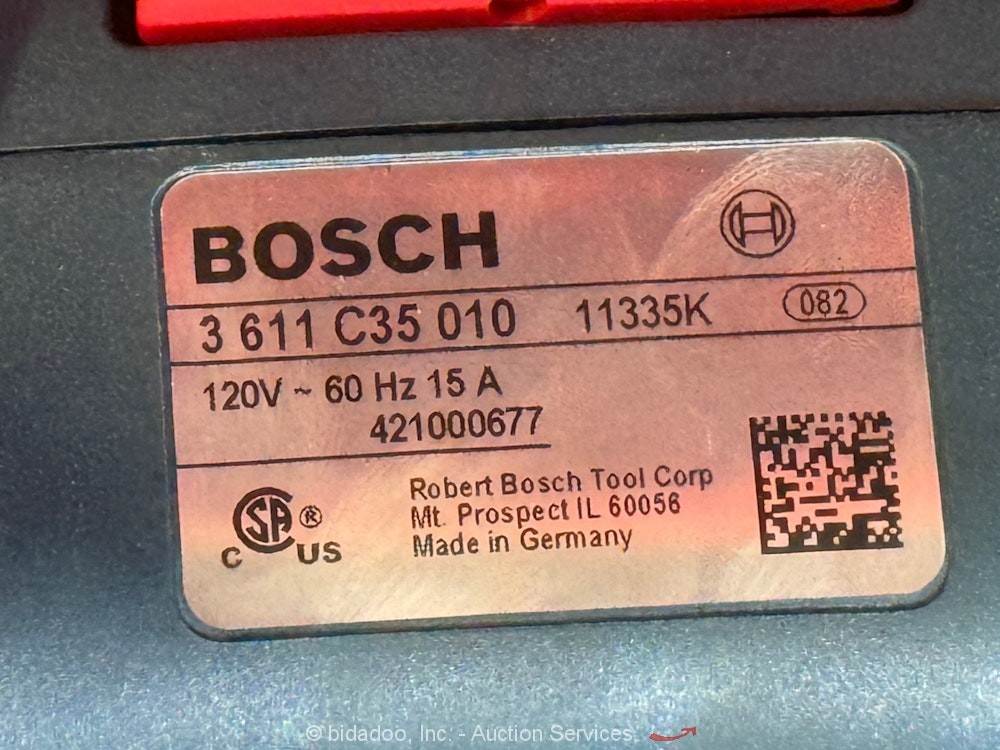 BOSCH
3 611 C35 010 11335K 082
120V ~ 60 Hz 15 A
421000677
CSA ®
C US
Robert Bosch Tool Corp
Mt. Prospect IL 60056
Made in Germany
© bidadoo, Inc. - Auction Services